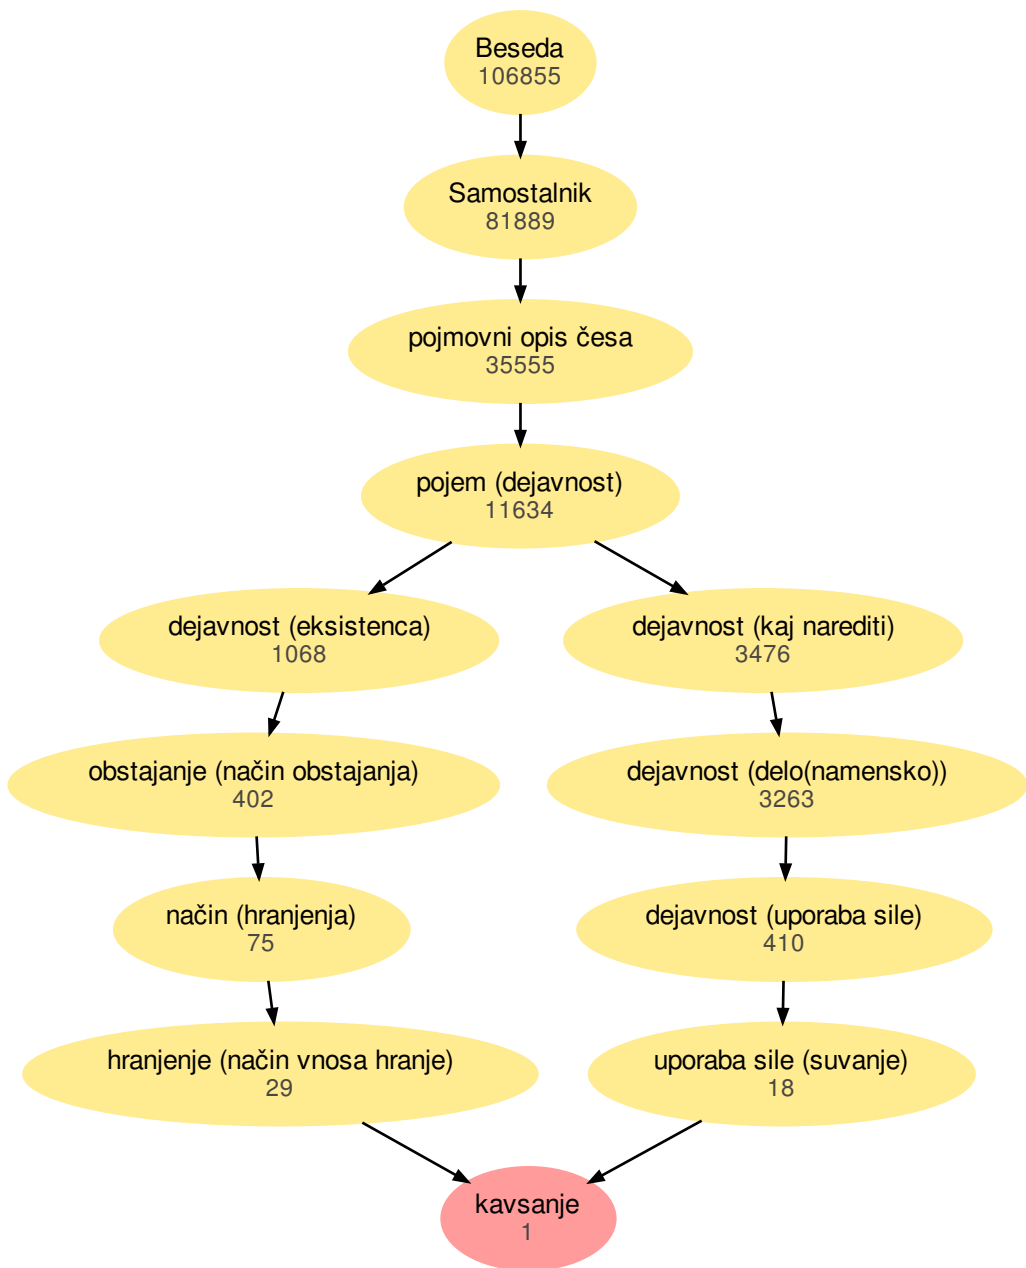 Beseda
106855
Samostalnik
81889
pojmovni opis česa
35555
pojem (dejavnost)
11634
dejavnost (eksistenca)
1068
dejavnost (kaj narediti)
3476
obstajanje (način obstajanja)
402
dejavnost (delo(namensko))
3263
način (hranjenja)
75
dejavnost (uporaba sile)
410
hranjenje (način vnosa hranje)
29
uporaba sile (suvanje)
18
kavsanje
1